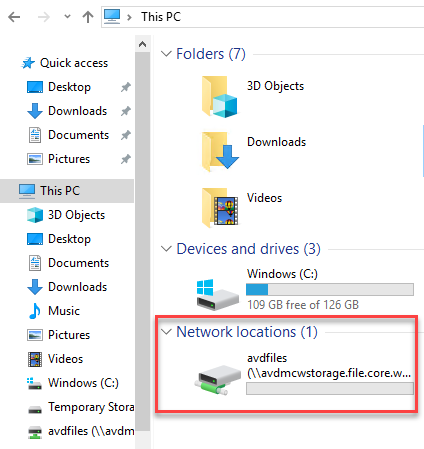 This PC
Quick access
Desktop
Downloads
Documents
Pictures
This PC
3D Objects
Desktop
Documents
Downloads
Music
Pictures
Videos
Windows (C:)
Temporary Stora
avdfiles (\\avdmc
Folders (7)
3D Objects
Downloads
Videos
Devices and drives (3)
Windows (C:)
109 GB free of 126 GB
Network locations (1)
avdfiles
(\\avdmcwstorage.file.core.w...